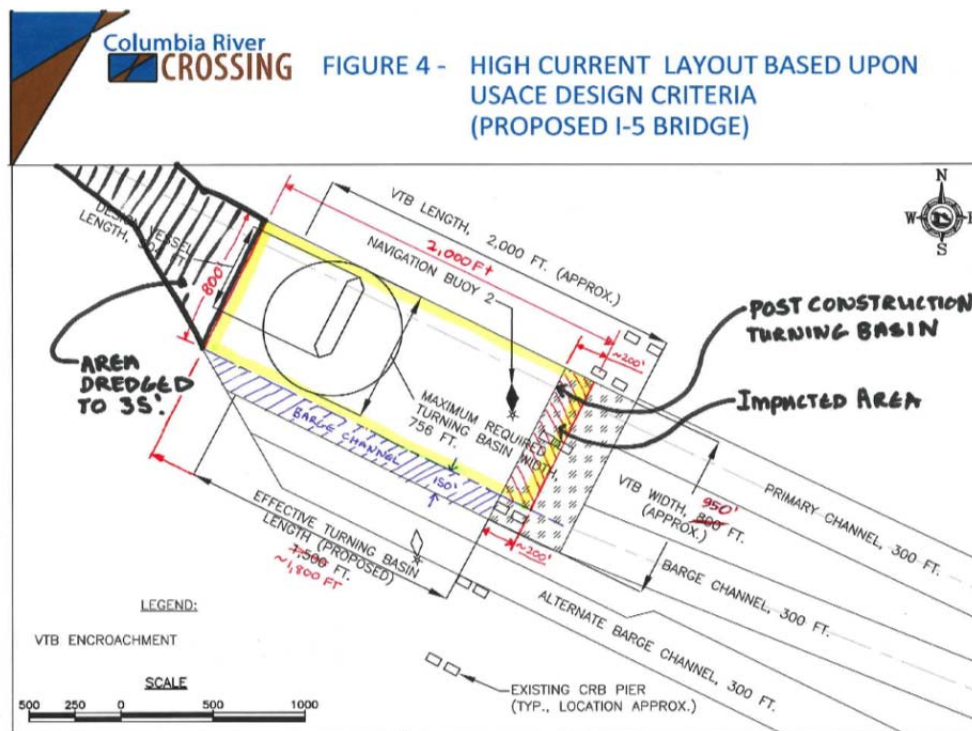 Columbia River
CROSSING
FIGURE 4 - HIGH CURRENT LAYOUT BASED UPON
USACE DESIGN CRITERIA
(PROPOSED I-5 BRIDGE)
N
W
DESIGN VESSEL
LENGTH,
FT
800'
VTB LENGTH, 2,000 FT. (APPROX.)
2,000 Ft
NAVIGATION BUOY 2
~200'
POST CONSTRUCTION
TURNING BASIN
AREA
DREDGED
TO 35'.
IMPACTED AREA
MAXIMUM REQUIRED
TURNING BASIN WIDTH,
756 FT.
BARGE CHANNEL
150'
950'
VTB WIDTH, 800 FT.
(APPROX.)
PRIMARY CHANNEL, 300 FT.
BARGE CHANNEL, 300 FT.
ALTERNATE BARGE CHANNEL, 300 FT.
~200'
EFFECTIVE TURNING BASIN
LENGTH (PROPOSED)
1,500 FT.
~1,800 FT
LEGEND:
VTB ENCROACHMENT
SCALE
500 250 0 500 1000
EXISTING CRB PIER
(TYP., LOCATION APPROX.)